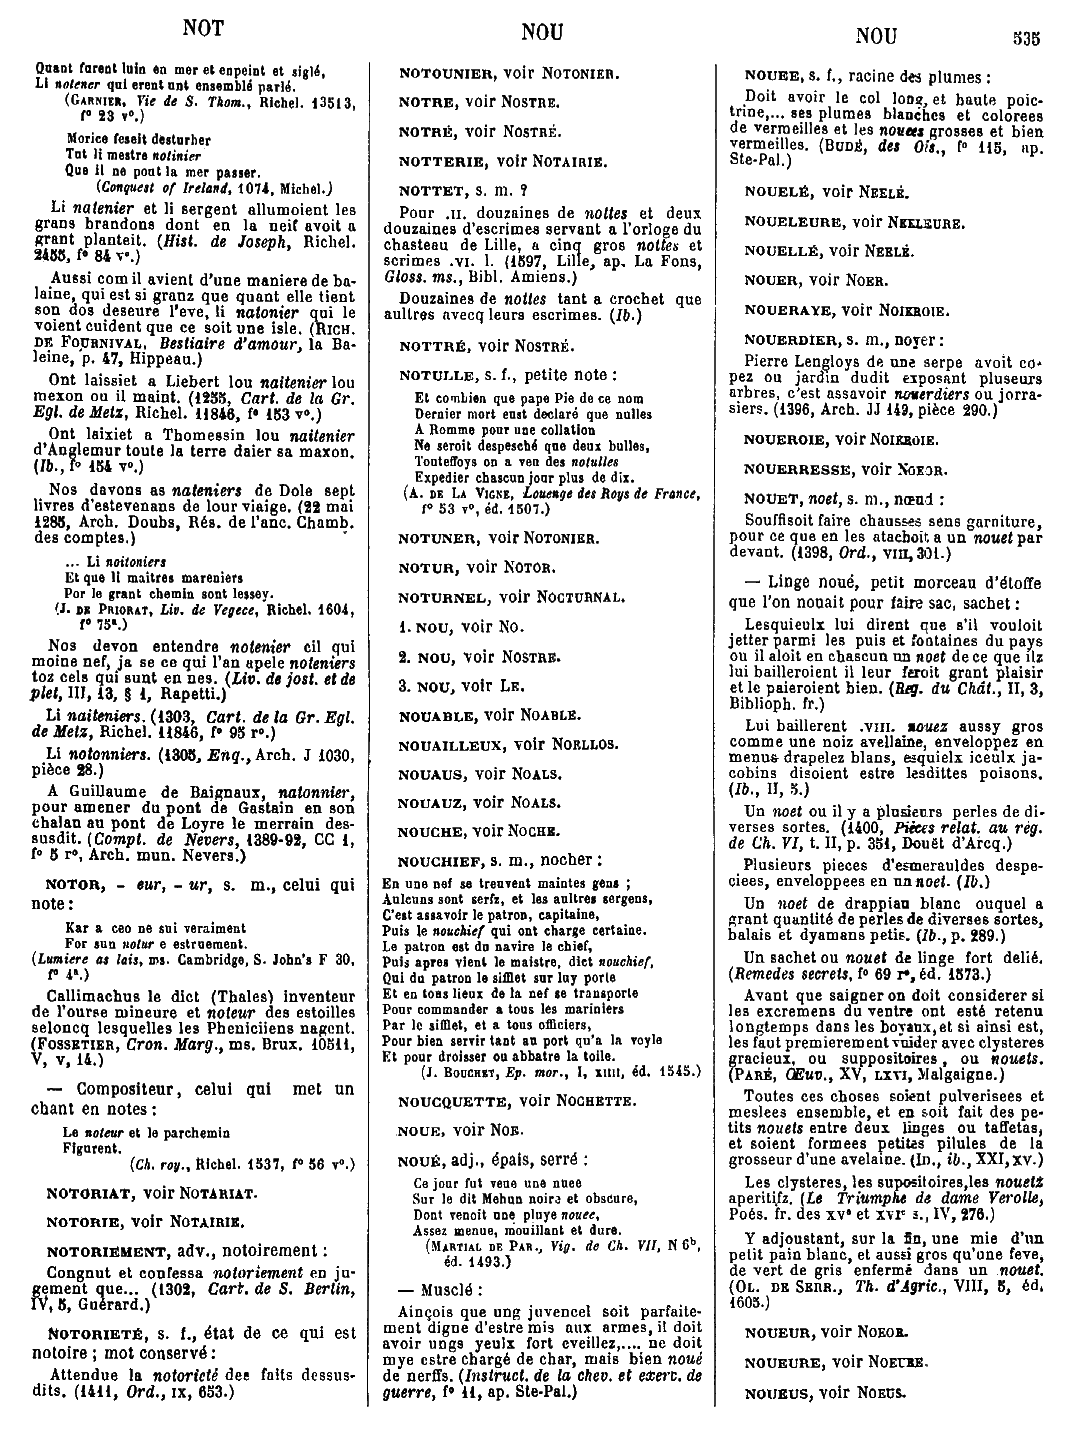 NOT
Quant furent luin en mer et enpeint et siglé,
Li notener qui erent unt ensemblé parlé.
(GARNIER, Vie de S. Thom., Richel. 13513,
f° 23 v°.)
Morice feseit desturber
Tut li mestre notinier
Que il ne pout la mer passer.
(Conquest of Ireland, 1074, Michel.)
Li natenier et li sergent allumoient les
grans brandons dont en la neif avoit a
grant planteit. (Hist. de Joseph, Richel.
2455, f° 84 v°.)
Aussi com il avient d'une maniere de ba-
laine, qui est si granz que quant elle tient
son dos deseure l'eve, li natonier qui le
voient cuident que ce soit une isle. (RICH.
DE FOURNIVAL, Bestiaire d'amour, la Ba-
leine, p. 47, Hippeau.)
Ont laissiet a Liebert lou naitenier lou
mexon ou il maint. (1255, Cart. de la Gr.
Egl. de Metz, Richel. 11846, f° 153 v°.)
Ont laixiet a Thomessin lou naitenier
d'Anglemur toute la terre daier sa maxon.
(Ib., f° 154 v°.)
Nos davons as nateniers de Dole sept
livres d'estevenans de lour viaige. (22 mai
1285, Arch. Doubs, Rés. de l'anc. Chamb.
des comptes.)
... Li noitoniers
Et que li maitres mareniers
Por le grant chemin sont lessey.
(J. DE PRIORAT, Liv. de Vegece, Richel. 1604,
f° 75ª.)
Nos devon entendre notenier cil qui
moine nef, ja se ce qui l'an apele noteniers
toz cels qui sunt en nes. (Liv. de jost. et de
plet, III, 13, § 1, Rapetti.)
Li naiteniers. (1303, Cart. de la Gr. Egl.
de Metz, Richel. 11846, f° 95 r°.)
Li notonniers. (1305, Enq., Arch. J 1030,
pièce 28.)
A Guillaume de Baignaux, natonnier,
pour amener du pont de Gastain en son
chalan au pont de Loyre le merrain des-
susdit. (Compt. de Nevers, 1389-92, CC 1,
f° 5 r°, Arch. mun. Nevers.)
NOTOR, - eur, - ur, s. m., celui qui
note :
Kar a ceo ne sui veraiment
For sun notur e estruement.
(Lumiere as lais, ms. Cambridge, S. John's F 30,
f° 4ª.)
Callimachus le dict (Thales) inventeur
de l'ourse mineure et noteur des estoilles
seloncq lesquelles les Pheniciiens nagent.
(FOSSETIER, Cron. Marg., ms. Brux. 10511,
V, v, 14.)
— Compositeur, celui qui met un
chant en notes :
Le noteur et le parchemin
Figurent.
(Ch. roy., Richel. 1537, f° 56 v°.)
NOTORIAT, voir NOTARIAT.
NOTORIE, voir NOTAIRIE.
NOTORIEMENT, adv., notoirement :
Congnut et confessa notoriement en ju-
gement que... (1302, Cart. de S. Bertin,
IV, 5, Guérard.)
NOTORIETÉ, s. f., état de ce qui est
notoire ; mot conservé :
Attendue la notorieté des faits dessus-
dits. (1411, Ord., IX, 653.)
NOU
NOTOUNIER, voir NOTONIER.
NOTRE, voir NOSTRE.
NOTRÉ, voir NOSTRÉ.
NOTTERIE, voir NOTAIRIE.
NOTTET, s. m. ?
Pour .II. douzaines de nottes et deux
douzaines d'escrimes servant a l'orloge du
chasteau de Lille, a cinq gros nottes et
scrimes .VI. l. (1597, Lille, ap. La Fons,
Gloss. ms., Bibl. Amiens.)
Douzaines de nottes tant a crochet que
aultres avecq leurs escrimes. (Ib.)
NOTTRÉ, voir NOSTRÉ.
NOTULLE, s. f., petite note :
Et combien que pape Pie de ce nom
Dernier mort eust declaré que nulles
A Romme pour une collation
Ne seroit despesché que deux bulles,
Touteffoys on a veu des notulles
Expedier chascun jour plus de dix.
(A. DE LA VIGNE, Louenge des Roys de France,
f° 53 v°, éd. 1507.)
NOTUNER, voir NOTONIER.
NOTUR, voir NOTOR.
NOTURNEL, voir NOCTURNAL.
1. NOU, voir NO.
2. NOU, voir NOSTRE.
3. NOU, voir LE.
NOUABLE, voir NOABLE.
NOUAILLEUX, voir NOELLOS.
NOUAUS, voir NOALS.
NOUAUZ, voir NOALS.
NOUCHE, voir NOCHE.
NOUCHIEF, s. m., nocher :
En une nef se treuvent maintes gens ;
Aulcuns sont serfz, et les aultres sergens,
C'est assavoir le patron, capitaine,
Puis le nouchief qui ont charge certaine.
Le patron est du navire le chief,
Puis apres vient le maistre, dict nouchief,
Qui du patron le sifflet sur luy porte
Et en tous lieux de la nef se transporte
Pour commander a tous les mariniers
Par le sifflet, et a tous officiers,
Pour bien servir tant au port qu'a la voyle
Et pour droisser ou abbatre la toile.
(J. BOUCHET, Ep. mor., I, XIIII, éd. 1545.)
NOUCQUETTE, voir NOCHETTE.
NOUE, voir NOE.
NOUÉ, adj., épais, serré :
Ce jour fut veue une nuee
Sur le dit Mehun noire et obscure,
Dont venoit une pluye nouee,
Assez menue, mouillant et dure.
(MARTIAL DE PAR., Vig. de Ch. VII, N 6ᵇ,
éd. 1493.)
— Musclé :
Ainçois que ung juvencel soit parfaite-
ment digne d'estre mis aux armes, il doit
avoir ungs yeulx fort eveillez,.... ne doit
mye estre chargé de char, mais bien noué
de nerffs. (Instruct. de la chev. et exerc. de
guerre, f° 11, ap. Ste-Pal.)
NOU 535
NOUEE, s. f., racine des plumes :
Doit avoir le col long, et haute poic-
trine,... ses plumes blanches et colorees
de vermeilles et les nouees grosses et bien
vermeilles. (BUDÉ, des Ois., f° 115, ap.
Ste-Pal.)
NOUELÉ, voir NEELÉ.
NOUELEURE, voir NEELEURE.
NOUELLÉ, voir NEELÉ.
NOUER, voir NOER.
NOUERAYE, voir NOIEROIE.
NOUERDIER, s. m., noyer :
Pierre Lengloys de une serpe avoit co-
pez ou jardin dudit exposant pluseurs
arbres, c'est assavoir nouerdiers ou jorra-
siers. (1396, Arch. JJ 149, pièce 290.)
NOUEROIE, voir NOIEROIE.
NOUERRESSE, voir NOEOR.
NOUET, noet, s. m., nœud :
Souffisoit faire chausses sens garniture,
pour ce que en les atachoit a un nouet par
devant. (1398, Ord., VIII, 301.)
— Linge noué, petit morceau d'étoffe
que l'on nouait pour faire sac, sachet :
Lesquieulx lui dirent que s'il vouloit
jetter parmi les puis et fontaines du pays
ou il aloit en chascun un noet de ce que ilz
lui bailleroient il leur feroit grant plaisir
et le paieroient bien. (Reg. du Chât., II, 3,
Biblioph. fr.)
Lui baillerent .VIII. nouez aussy gros
comme une noiz avellaine, enveloppez en
menus drapelez blans, esquielx iceulx ja-
cobins disoient estre lesdittes poisons.
(Ib., II, 5.)
Un noet ou il y a plusieurs perles de di-
verses sortes. (1400, Pièces relat. au règ.
de Ch. VI, t. II, p. 351, Douët d'Arcq.)
Plusieurs pieces d'esmerauldes despe-
ciees, enveloppees en un noet. (Ib.)
Un noet de drappiau blanc ouquel a
grant quantité de perles de diverses sortes,
balais et dyamans petis. (Ib., p. 289.)
Un sachet ou nouet de linge fort delié.
(Remedes secrets, f° 69 r°, éd. 1573.)
Avant que saigner on doit considerer si
les excremens du ventre ont esté retenu
longtemps dans les boyaux, et si ainsi est,
les faut premierement vuider avec clysteres
gracieux, ou suppositoires, ou nouets.
(PARÉ, Œuv., XV, LXVI, Malgaigne.)
Toutes ces choses soient pulverisees et
meslees ensemble, et en soit fait des pe-
tits nouets entre deux linges ou taffetas,
et soient formees petites pilules de la
grosseur d'une avelaine. (ID., ib., XXI, XV.)
Les clysteres, les supositoires, les nouetz
aperitifz. (Le Triumphe de dame Verolle,
Poés. fr. des xvᵉ et xvIᵉ s., IV, 276.)
Y adjoustant, sur la fin, une mie d'un
petit pain blanc, et aussi gros qu'une feve,
de vert de gris enfermé dans un nouet.
(OL. DE SERR., Th. d'Agric., VIII, 5, éd.
1605.)
NOUEUR, voir NOEOR.
NOUEURE, voir NOEURE.
NOUEUS, voir NOEUS.